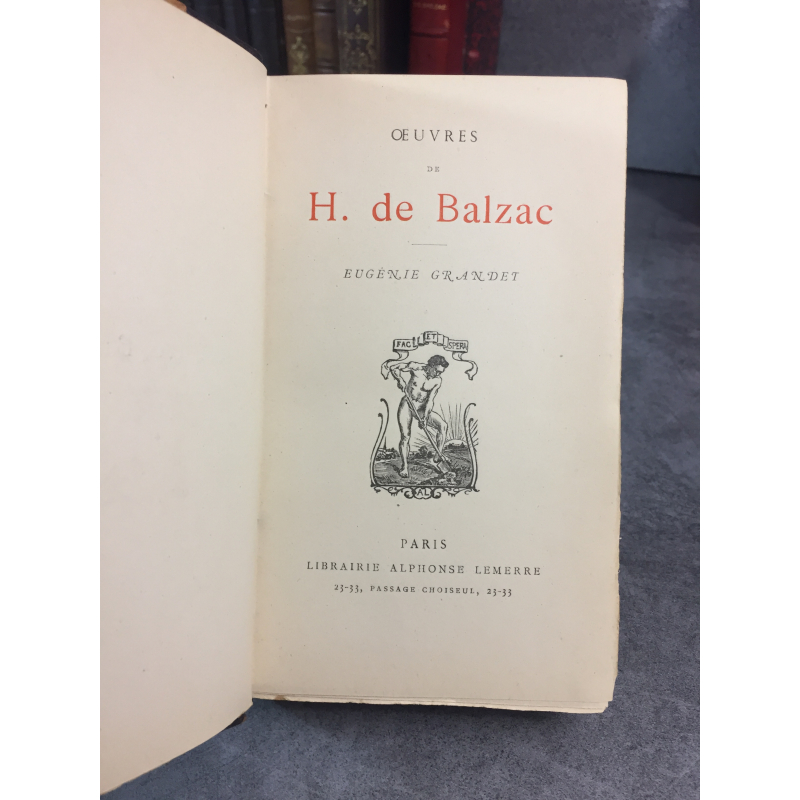 ŒUVRES
DE
H. de Balzac
EUGÉNIE GRANDET
FAC ET SPERA
AL
PARIS
LIBRAIRIE ALPHONSE LEMERRE
23-33, PASSAGE CHOISEUL, 23-33